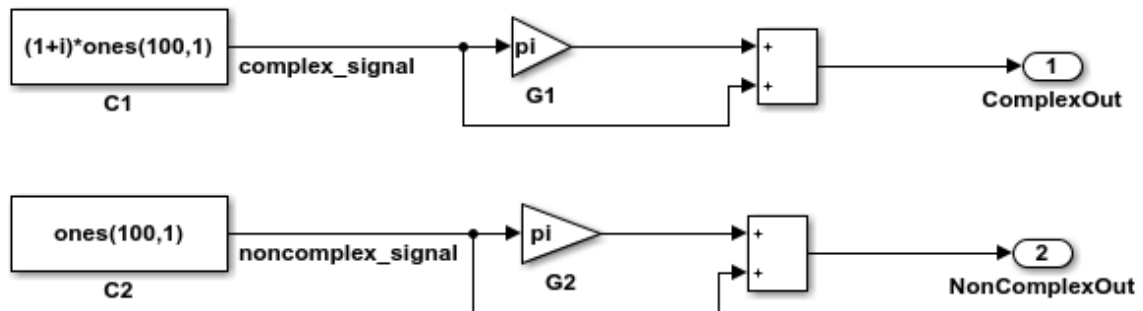 (1+i)*ones(100,1)
complex_signal
C1
pi
G1
+
+
1
ComplexOut
ones(100,1)
noncomplex_signal
C2
pi
G2
+
+
2
NonComplexOut